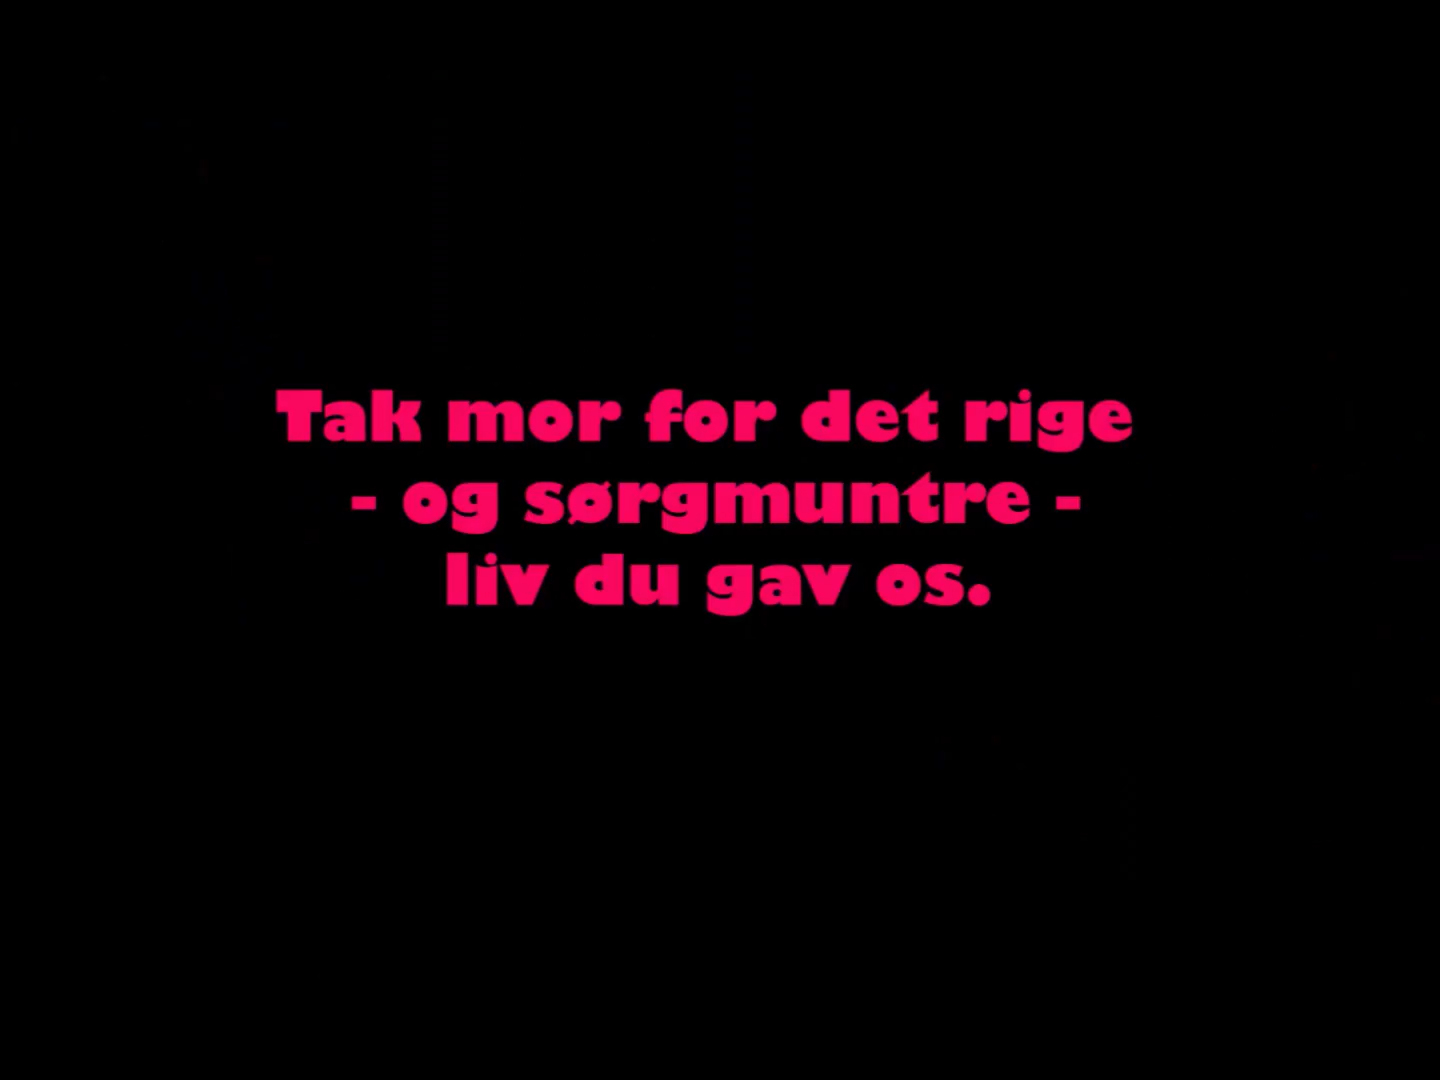 Tak mor for det rige
- og sørgmuntre -
liv du gav os.